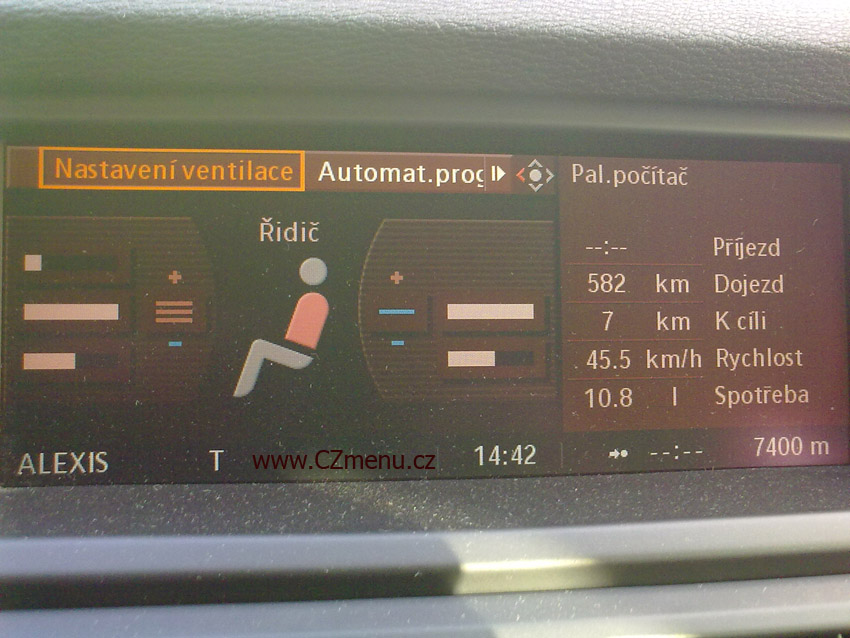 Nastavení ventilace Automat.prog
Řidič
Pal.počítač
--:-- Příjezd
582 km Dojezd
7 km K cíli
45.5 km/h Rychlost
10.8 l Spotřeba
ALEXIS T www.CZmenu.cz 14:42 --:-- 7400 m